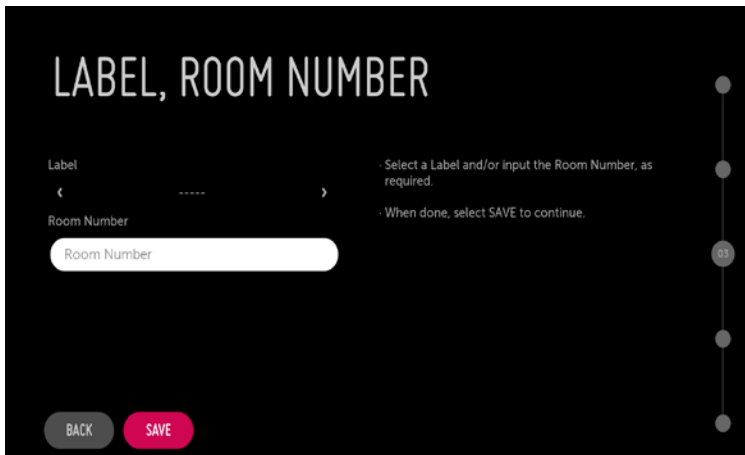 LABEL, ROOM NUMBER
Label
‹ ----- ›
Room Number
Room Number
· Select a Label and/or input the Room Number, as
required.
· When done, select SAVE to continue.
03
BACK
SAVE